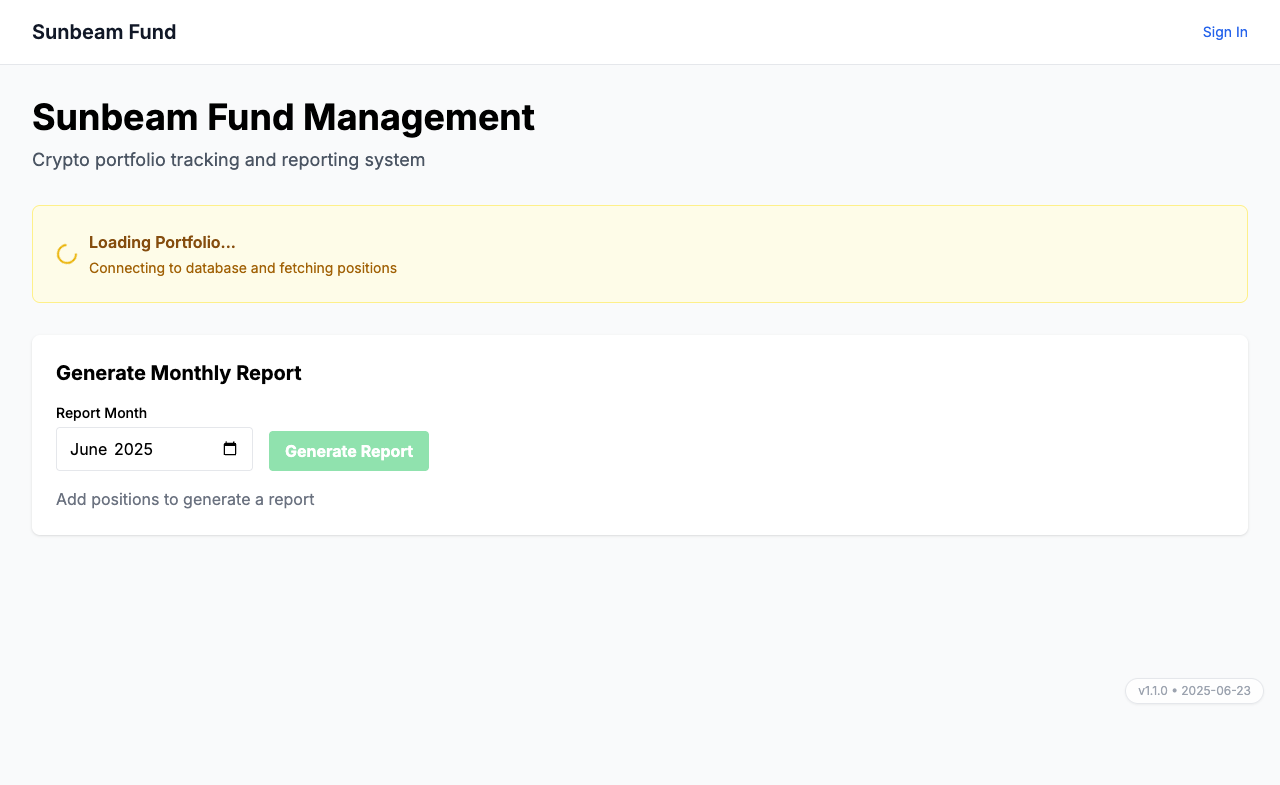 Sunbeam Fund
Sign In
Sunbeam Fund Management
Crypto portfolio tracking and reporting system
Loading Portfolio...
Connecting to database and fetching positions
Generate Monthly Report
Report Month
June 2025
Generate Report
Add positions to generate a report
v1.1.0 • 2025-06-23